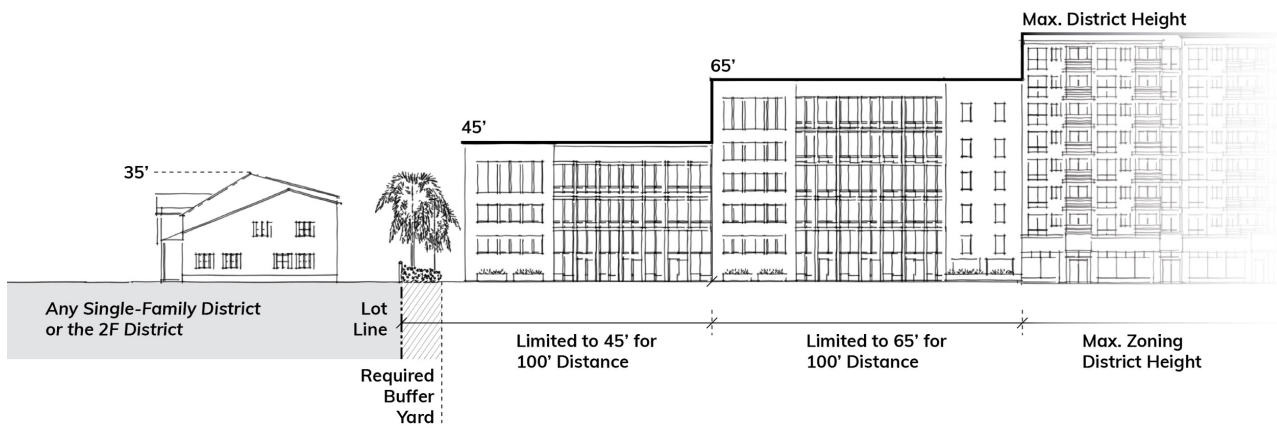 Max. District Height
65’
45’
35’
Any Single-Family District
or the 2F District
Lot
Line
Limited to 45’ for
100’ Distance
Limited to 65’ for
100’ Distance
Max. Zoning
District Height
Required
Buffer
Yard